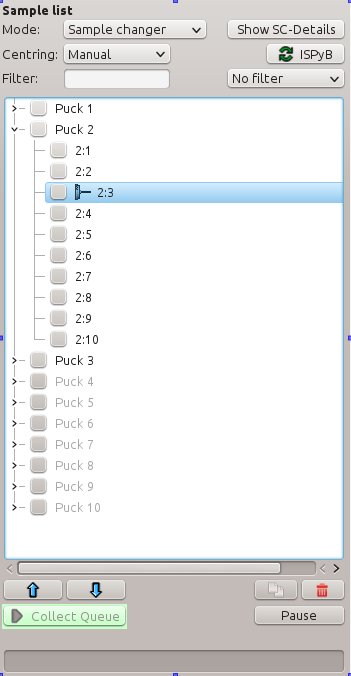 Sample list
Mode: Sample changer Show SC-Details
Centring: Manual ISPyB
Filter: No filter
Puck 1
Puck 2
2:1
2:2
2:3
2:4
2:5
2:6
2:7
2:8
2:9
2:10
Puck 3
Puck 4
Puck 5
Puck 6
Puck 7
Puck 8
Puck 9
Puck 10
Collect Queue Pause